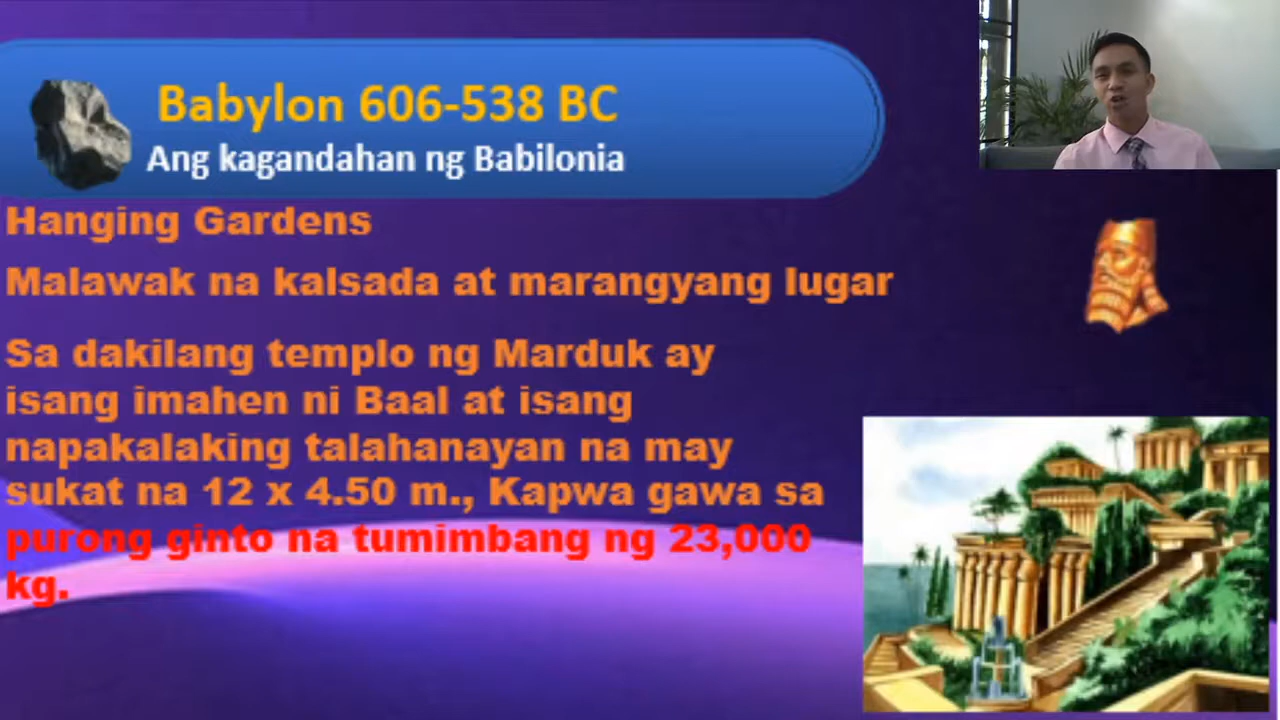 Babylon 606-538 BC
Ang kagandahan ng Babilonia
Hanging Gardens
Malawak na kalsada at marangyang lugar
Sa dakilang templo ng Marduk ay
isang imahen ni Baal at isang
napakalaking talahanayan na may
sukat na 12 x 4.50 m., Kapwa gawa sa
purong ginto na tumimbang ng 23,000
kg.